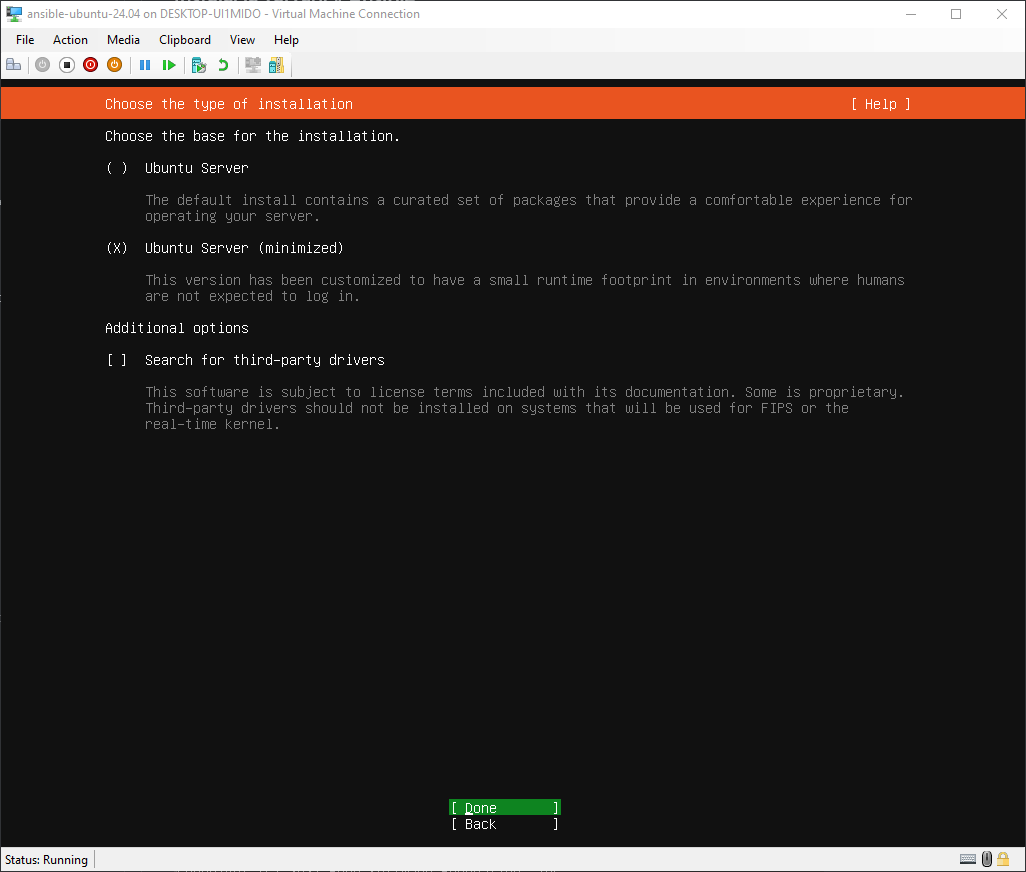 ansible-ubuntu-24.04 on DESKTOP-UI1MIDO - Virtual Machine Connection
File Action Media Clipboard View Help
Choose the type of installation [ Help ]
Choose the base for the installation.
( ) Ubuntu Server
The default install contains a curated set of packages that provide a comfortable experience for
operating your server.
(X) Ubuntu Server (minimized)
This version has been customized to have a small runtime footprint in environments where humans
are not expected to log in.
Additional options
[ ] Search for third-party drivers
This software is subject to license terms included with its documentation. Some is proprietary.
Third-party drivers should not be installed on systems that will be used for FIPS or the
real-time kernel.
[ Done ]
[ Back ]
Status: Running